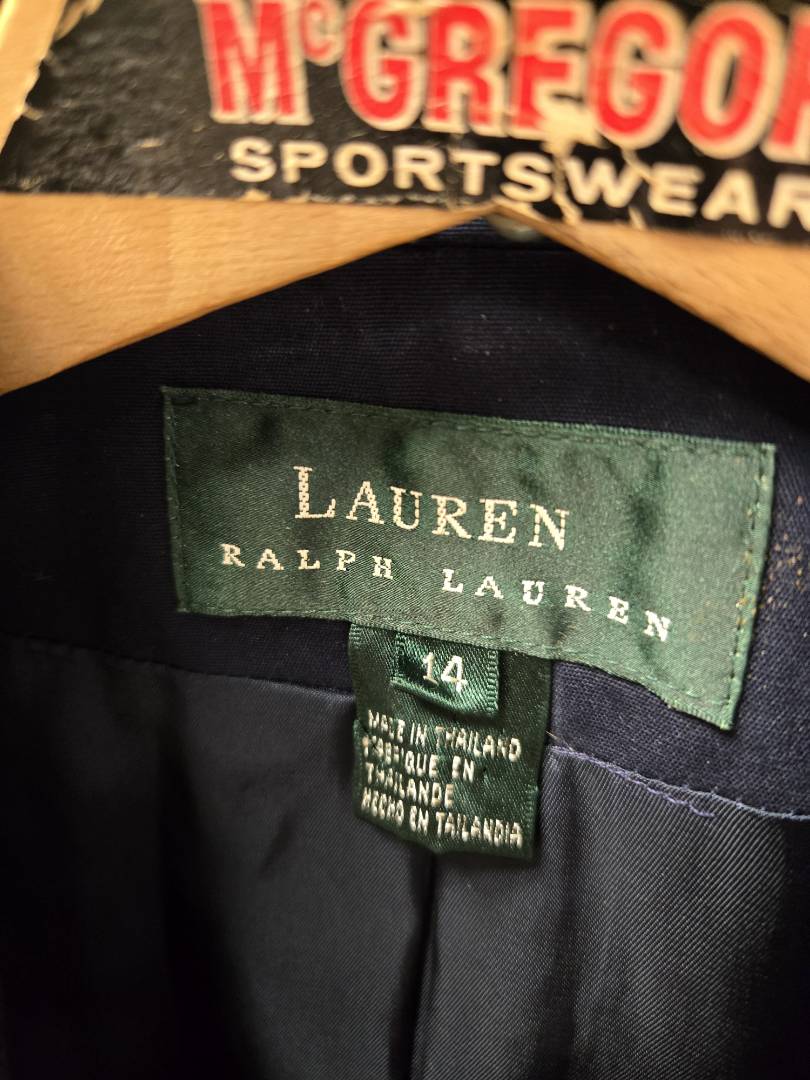 McGREGOR
SPORTSWEAR
LAUREN
RALPH LAUREN
14
MADE IN THAILAND
FABRIQUE EN
THAILANDE
HECHO EN TAILANDIA